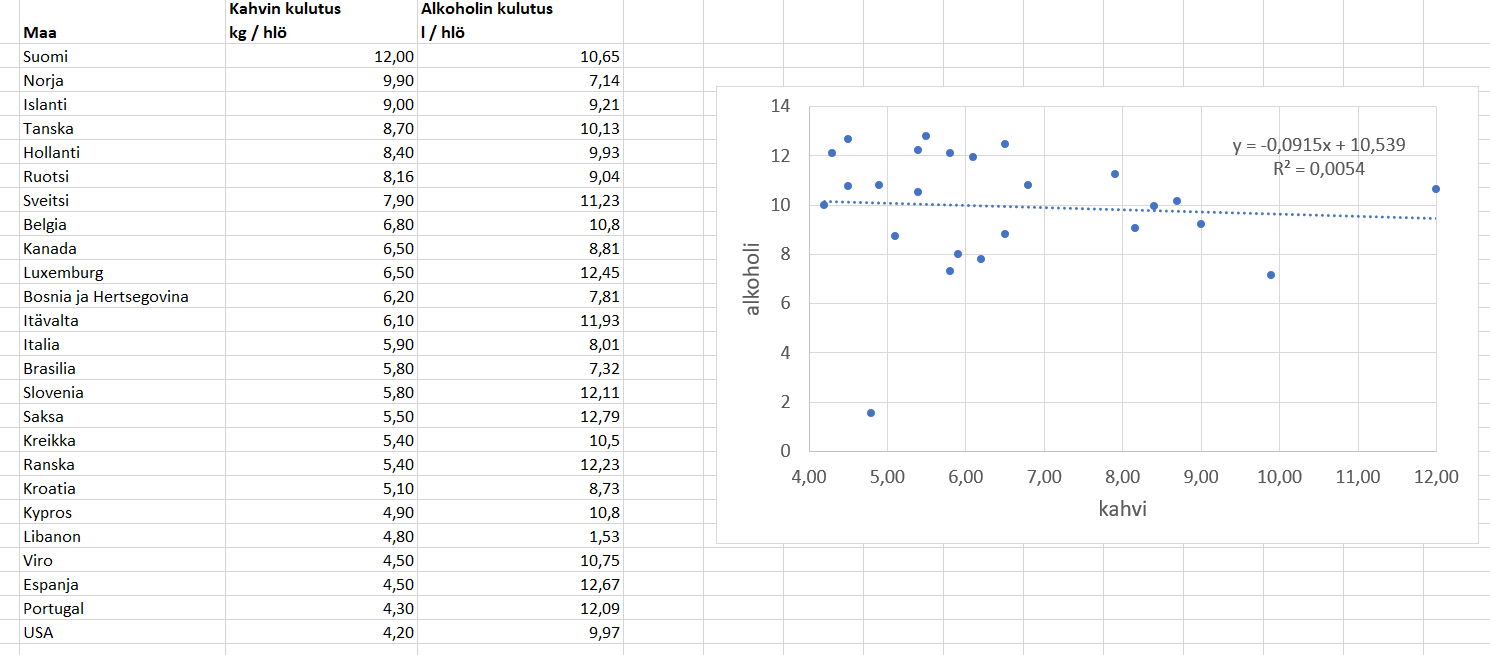 Kahvin kulutus Alkoholin kulutus
Maa kg / hlö l / hlö
Suomi 12,00 10,65
Norja 9,90 7,14
Islanti 9,00 9,21
Tanska 8,70 10,13
Hollanti 8,40 9,93
Ruotsi 8,16 9,04
Sveitsi 7,90 11,23
Belgia 6,80 10,8
Kanada 6,50 8,81
Luxemburg 6,50 12,45
Bosnia ja Hertsegovina 6,20 7,81
Itävalta 6,10 11,93
Italia 5,90 8,01
Brasilia 5,80 7,32
Slovenia 5,80 12,11
Saksa 5,50 12,79
Kreikka 5,40 10,5
Ranska 5,40 12,23
Kroatia 5,10 8,73
Kypros 4,90 10,8
Libanon 4,80 1,53
Viro 4,50 10,75
Espanja 4,50 12,67
Portugal 4,30 12,09
USA 4,20 9,97
y = -0,0915x + 10,539
R² = 0,0054
14
12
10
8
6
4
2
0
alkoholi
4,00 5,00 6,00 7,00 8,00 9,00 10,00 11,00 12,00
kahvi